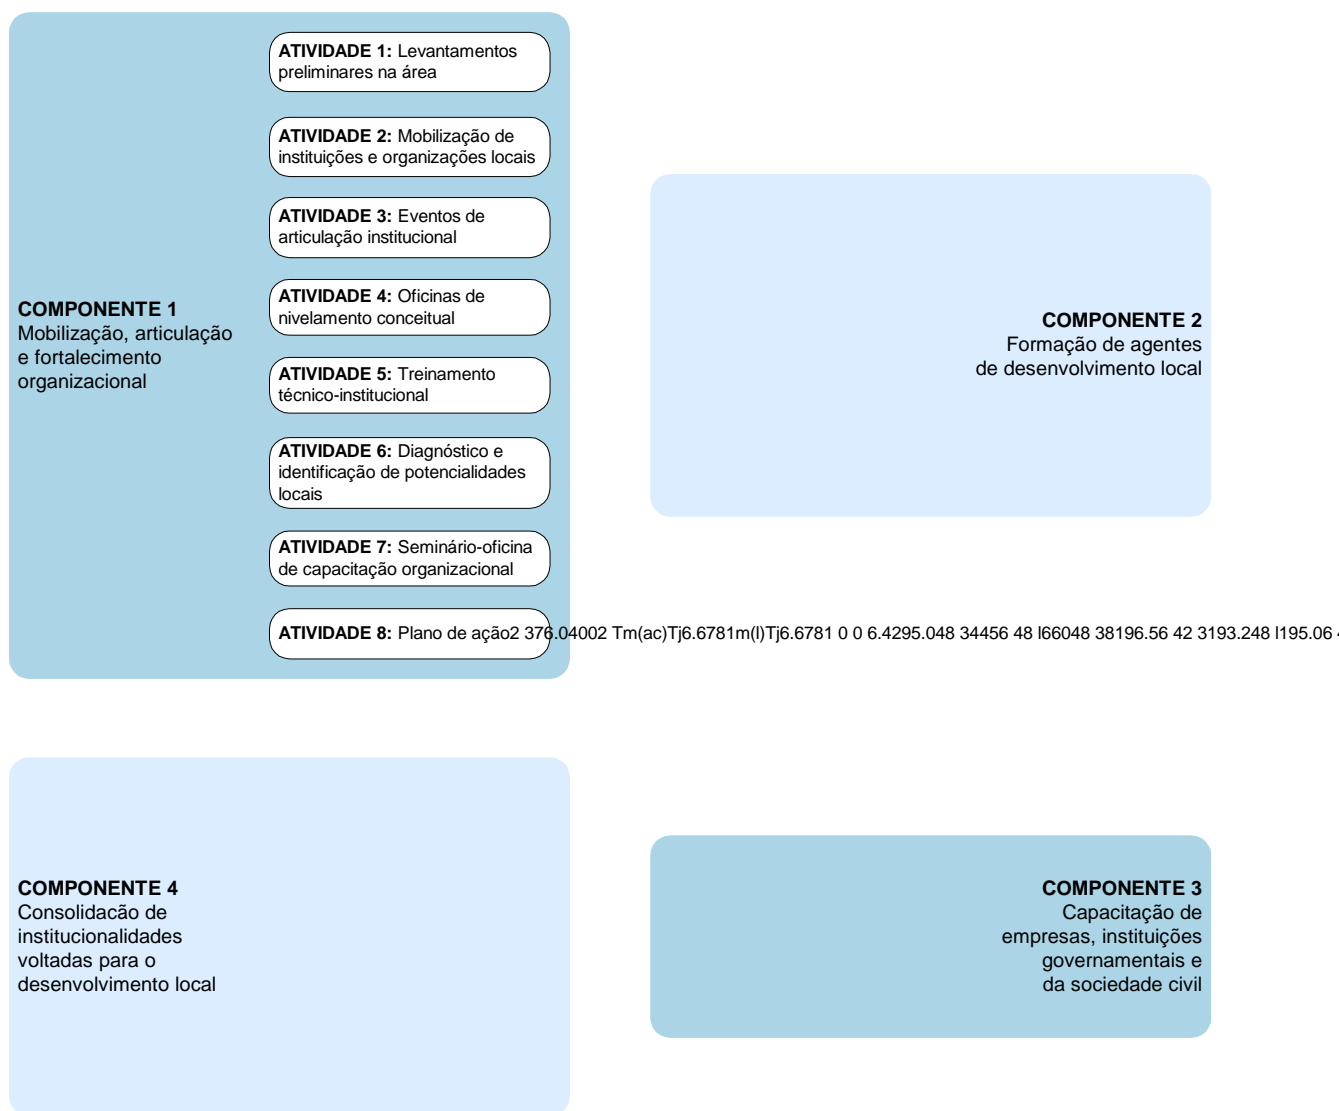 ATIVIDADE 1: Levantamentos
preliminares na área
ATIVIDADE 2: Mobilização de
instituições e organizações locais
ATIVIDADE 3: Eventos de
articulação institucional
ATIVIDADE 4: Oficinas de
nivelamento conceitual
ATIVIDADE 5: Treinamento
técnico-institucional
ATIVIDADE 6: Diagnóstico e
identificação de potencialidades
locais
ATIVIDADE 7: Seminário-oficina
de capacitação organizacional
ATIVIDADE 8: Plano de ação2 376.04002 Tm(ac)Tj6.6781m(l)Tj6.6781 0 0 6.4295.048 34456 48 l66048 38196.56 42 3193.248 l195.06
COMPONENTE 1
Mobilização, articulação
e fortalecimento
organizacional
COMPONENTE 2
Formação de agentes
de desenvolvimento local
COMPONENTE 4
Consolidacão de
institucionalidades
voltadas para o
desenvolvimento local
COMPONENTE 3
Capacitação de
empresas, instituições
governamentais e
da sociedade civil